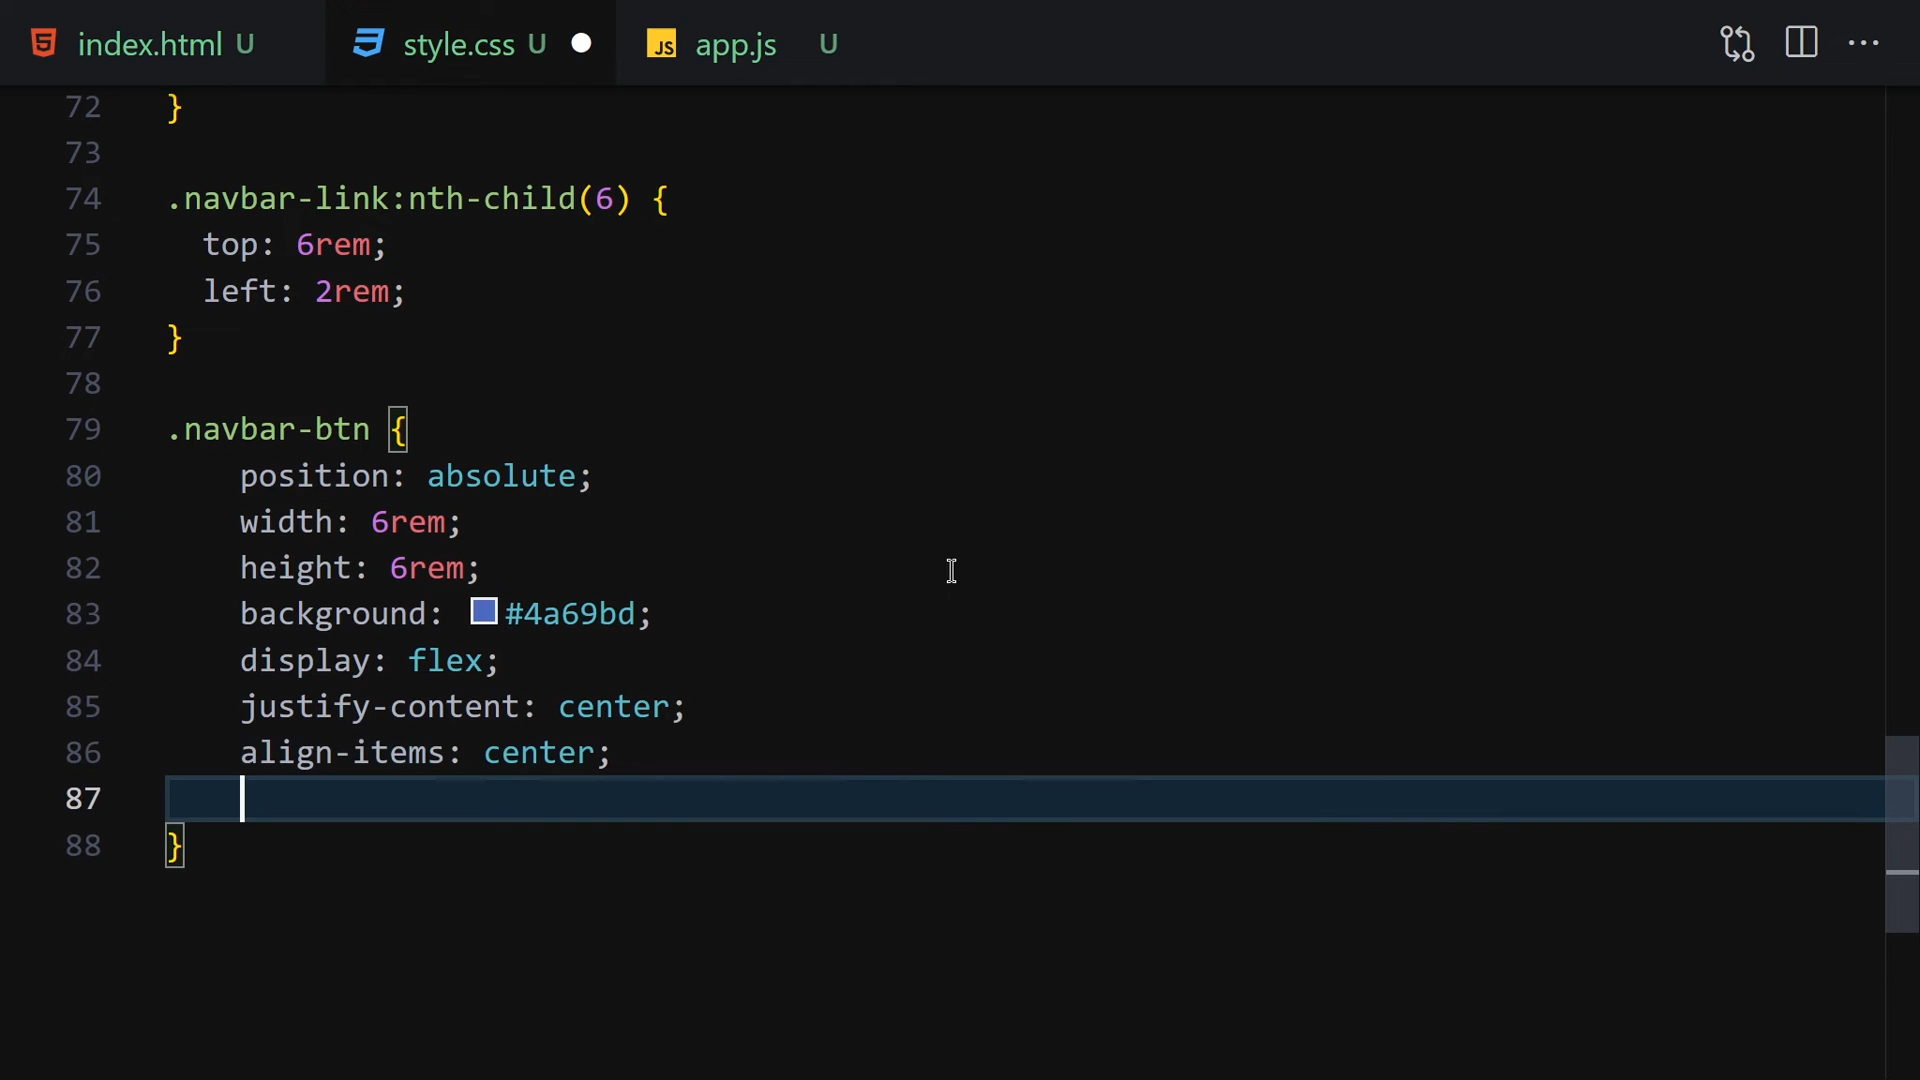 index.html U style.css U JS app.js U
72 }
73
74 .navbar-link:nth-child(6) {
75 top: 6rem;
76 left: 2rem;
77 }
78
79 .navbar-btn {
80 position: absolute;
81 width: 6rem;
82 height: 6rem;
83 background: #4a69bd;
84 display: flex;
85 justify-content: center;
86 align-items: center;
87
88 }